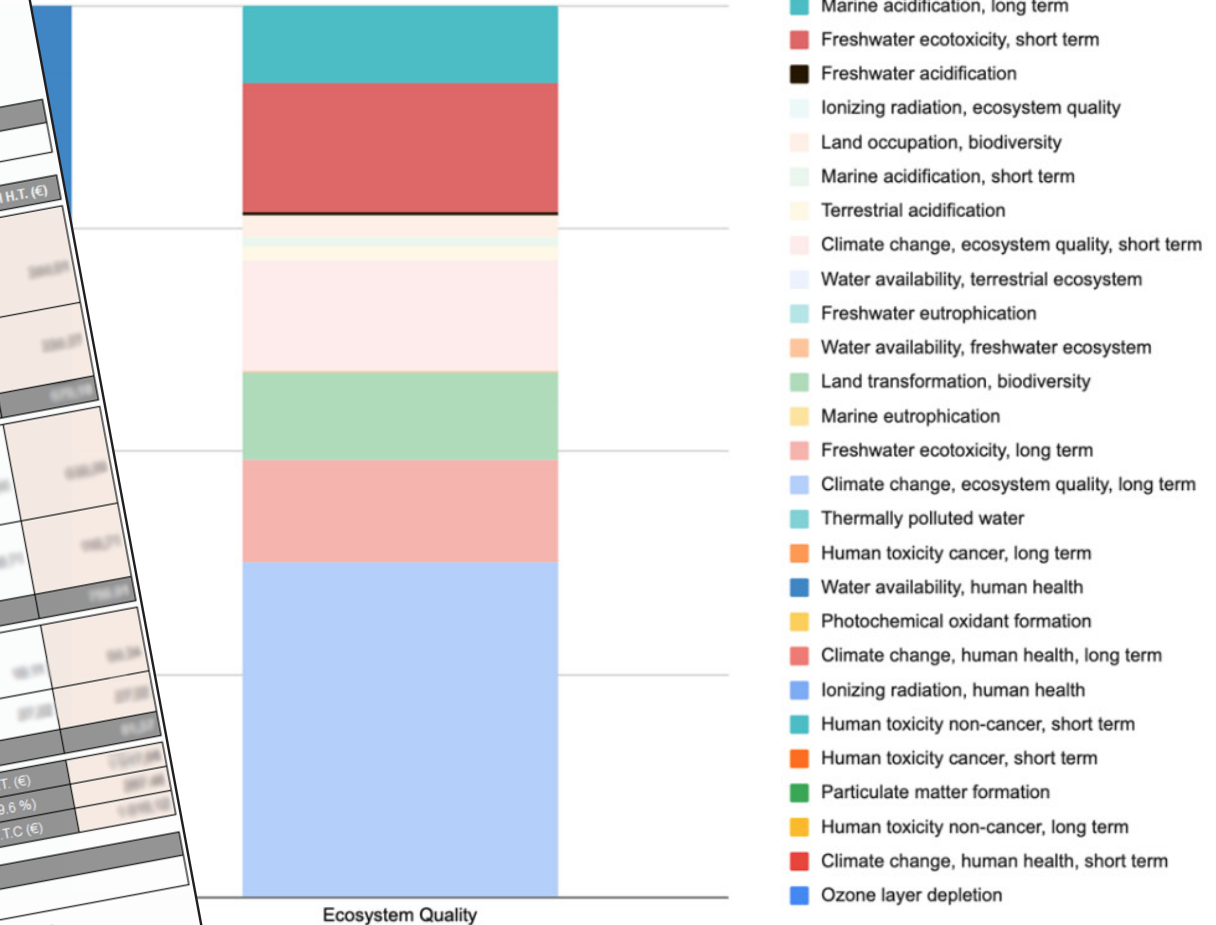 Marine acidification, long term
Freshwater ecotoxicity, short term
Freshwater acidification
Ionizing radiation, ecosystem quality
Land occupation, biodiversity
Marine acidification, short term
Terrestrial acidification
Climate change, ecosystem quality, short term
Water availability, terrestrial ecosystem
Freshwater eutrophication
Water availability, freshwater ecosystem
Land transformation, biodiversity
Marine eutrophication
Freshwater ecotoxicity, long term
Climate change, ecosystem quality, long term
Thermally polluted water
Human toxicity cancer, long term
Water availability, human health
Photochemical oxidant formation
Climate change, human health, long term
Ionizing radiation, human health
Human toxicity non-cancer, short term
Human toxicity cancer, short term
Particulate matter formation
Human toxicity non-cancer, long term
Climate change, human health, short term
Ozone layer depletion
Ecosystem Quality
H.T. (€)
T. (€)
9.6 %)
.T.C (€)